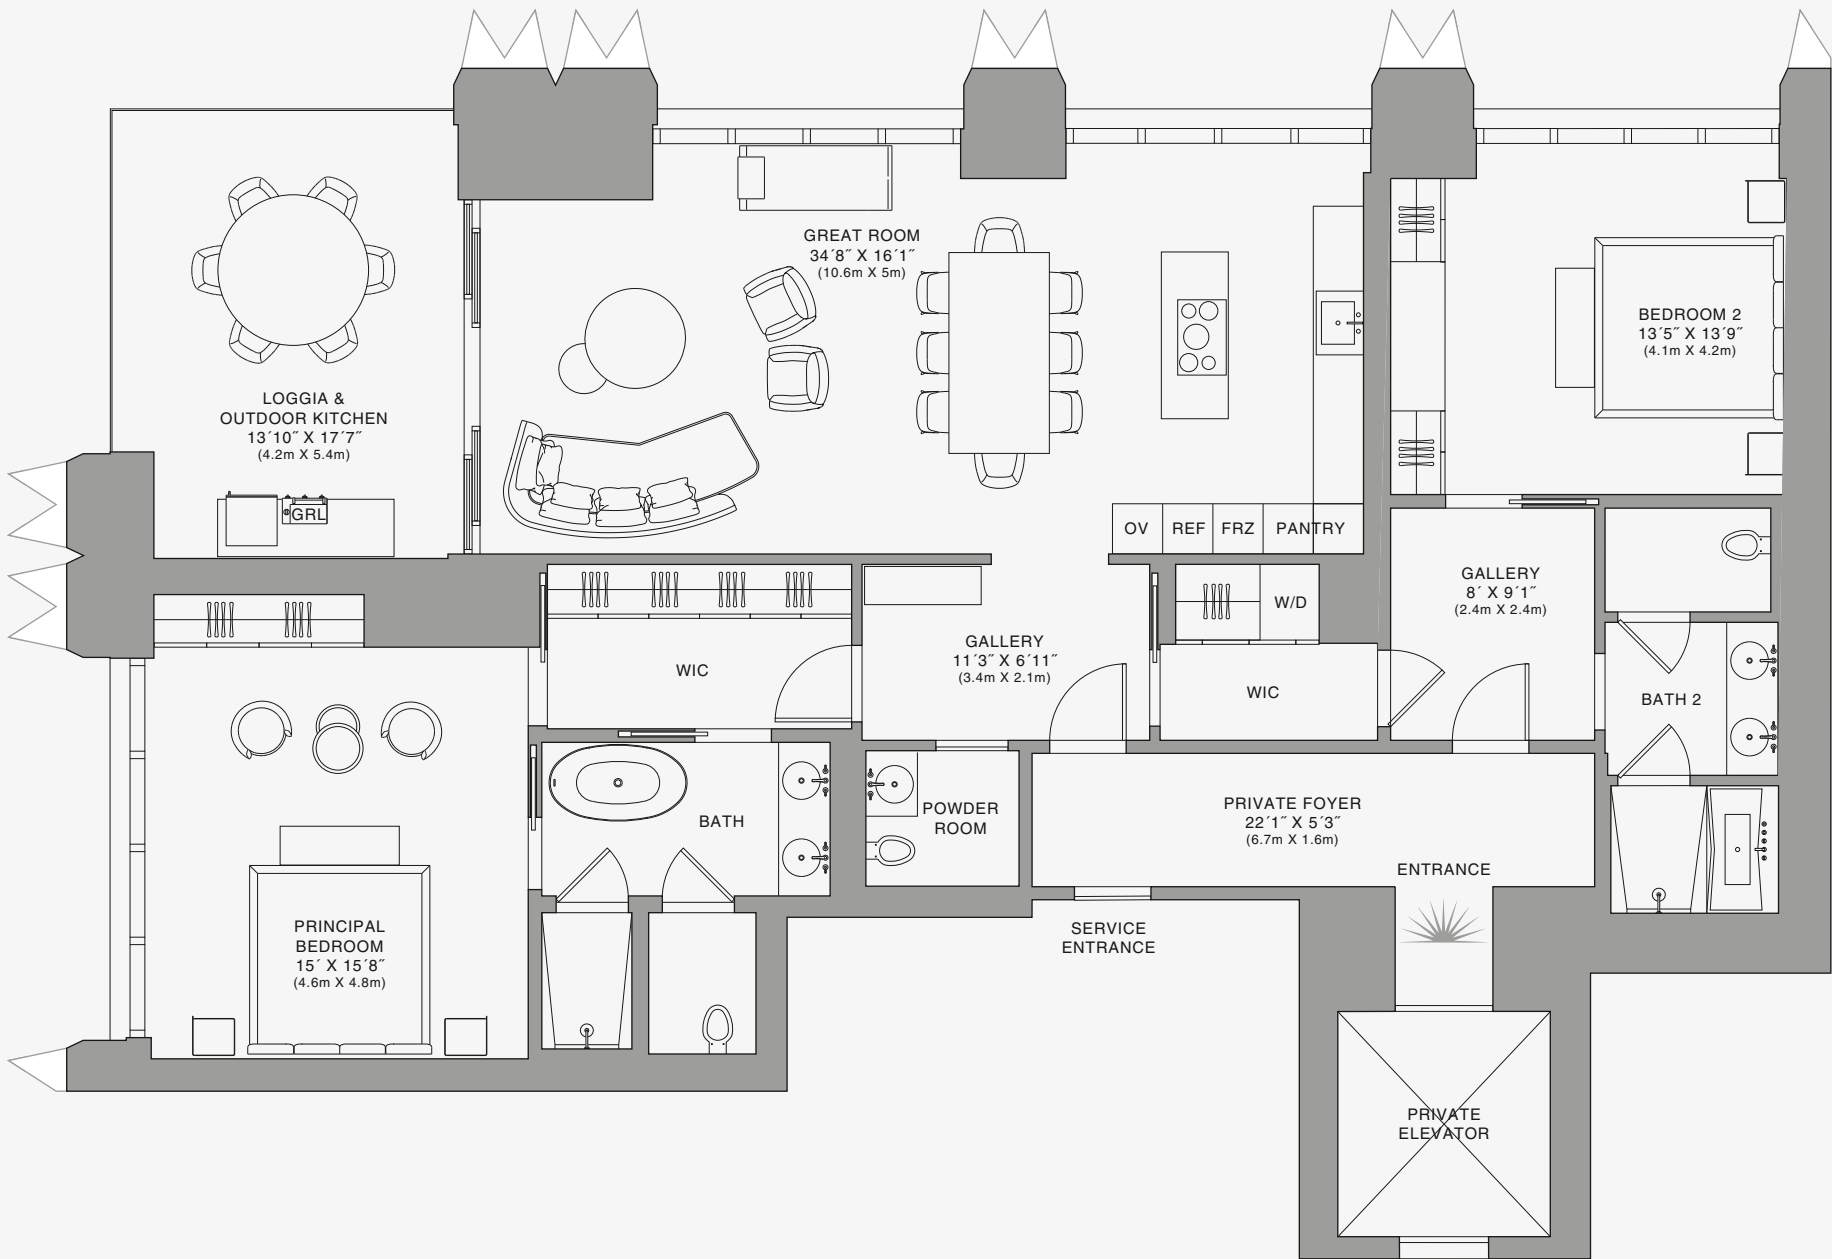 GREAT ROOM
34´8˝ X 16´1˝
(10.6m X 5m)
LOGGIA &
OUTDOOR KITCHEN
13´10˝ X 17´7˝
(4.2m X 5.4m)
GRL
BEDROOM 2
13´5˝ X 13´9˝
(4.1m X 4.2m)
OV REF FRZ PANTRY
GALLERY
11´3˝ X 6´11˝
(3.4m X 2.1m)
W/D
GALLERY
8´ X 9´1˝
(2.4m X 2.4m)
WIC
WIC
BATH 2
BATH
POWDER
ROOM
PRIVATE FOYER
22´1˝ X 5´3˝
(6.7m X 1.6m)
ENTRANCE
PRINCIPAL
BEDROOM
15´ X 15´8˝
(4.6m X 4.8m)
SERVICE
ENTRANCE
PRIVATE
ELEVATOR